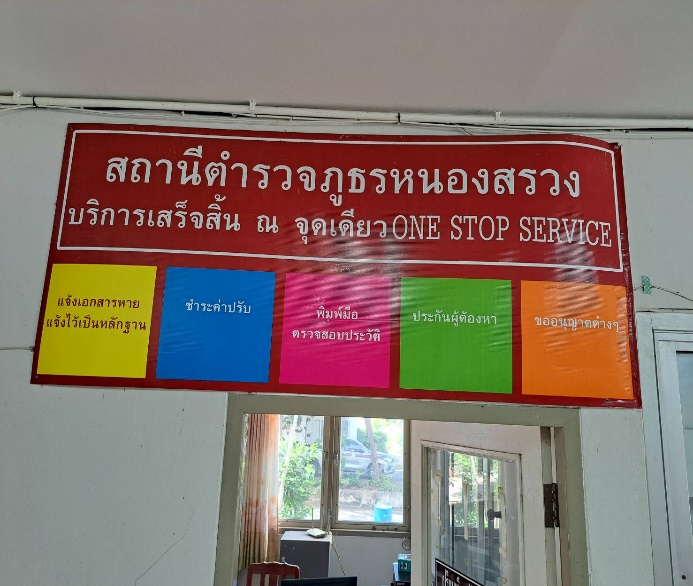 สถานีตำรวจภูธรหนองสรวง
บริการเสร็จสิ้น ณ จุดเดียว ONE STOP SERVICE
แจ้งเอกสารหาย
แจ้งไว้เป็นหลักฐาน
ชำระค่าปรับ
พิมพ์มือ
ตรวจสอบประวัติ
ประกันผู้ต้องหา
ขออนุญาตต่างๆ